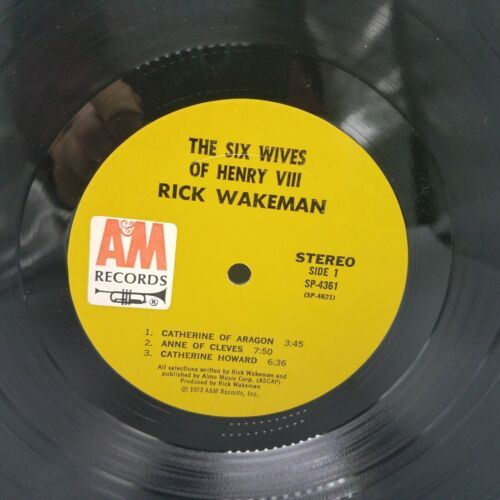 THE SIX WIVES
OF HENRY VIII
RICK WAKEMAN
A&M
RECORDS
®
STEREO
SIDE 1
SP-4361
(SP-4621)
1. CATHERINE OF ARAGON 3:45
2. ANNE OF CLEVES 7:50
3. CATHERINE HOWARD 6:36
All selections written by Rick Wakeman and
published by Almo Music Corp. (ASCAP)
Produced by Rick Wakeman
℗ 1973 A&M Records, Inc.